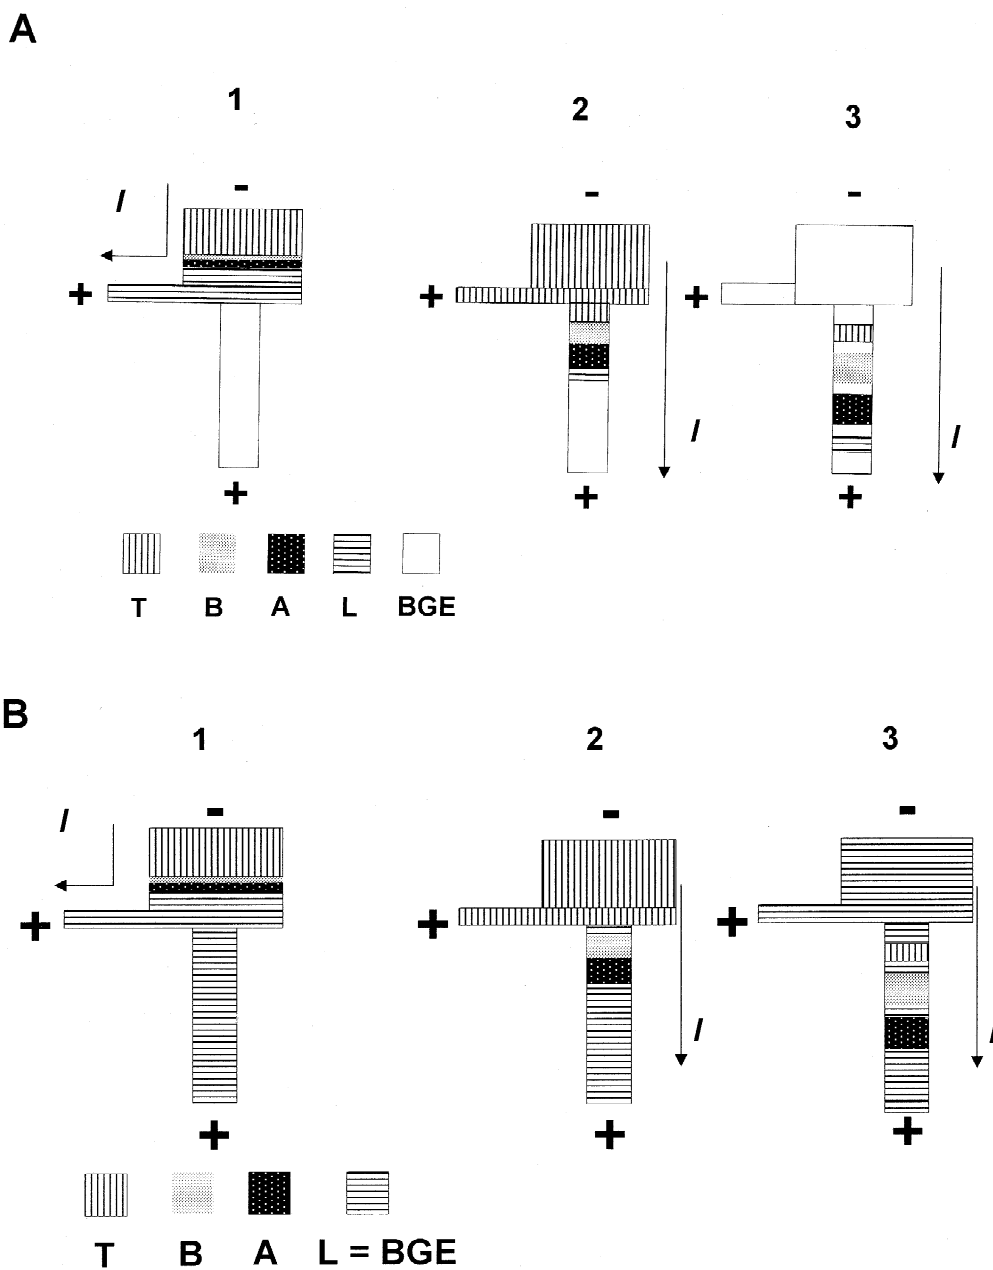 A
1 2 3
- - -
I
+ + +
I I
+ + +
T B A L BGE
B
1 2 3
- - -
I
+ + +
I I
+ + +
T B A L = BGE